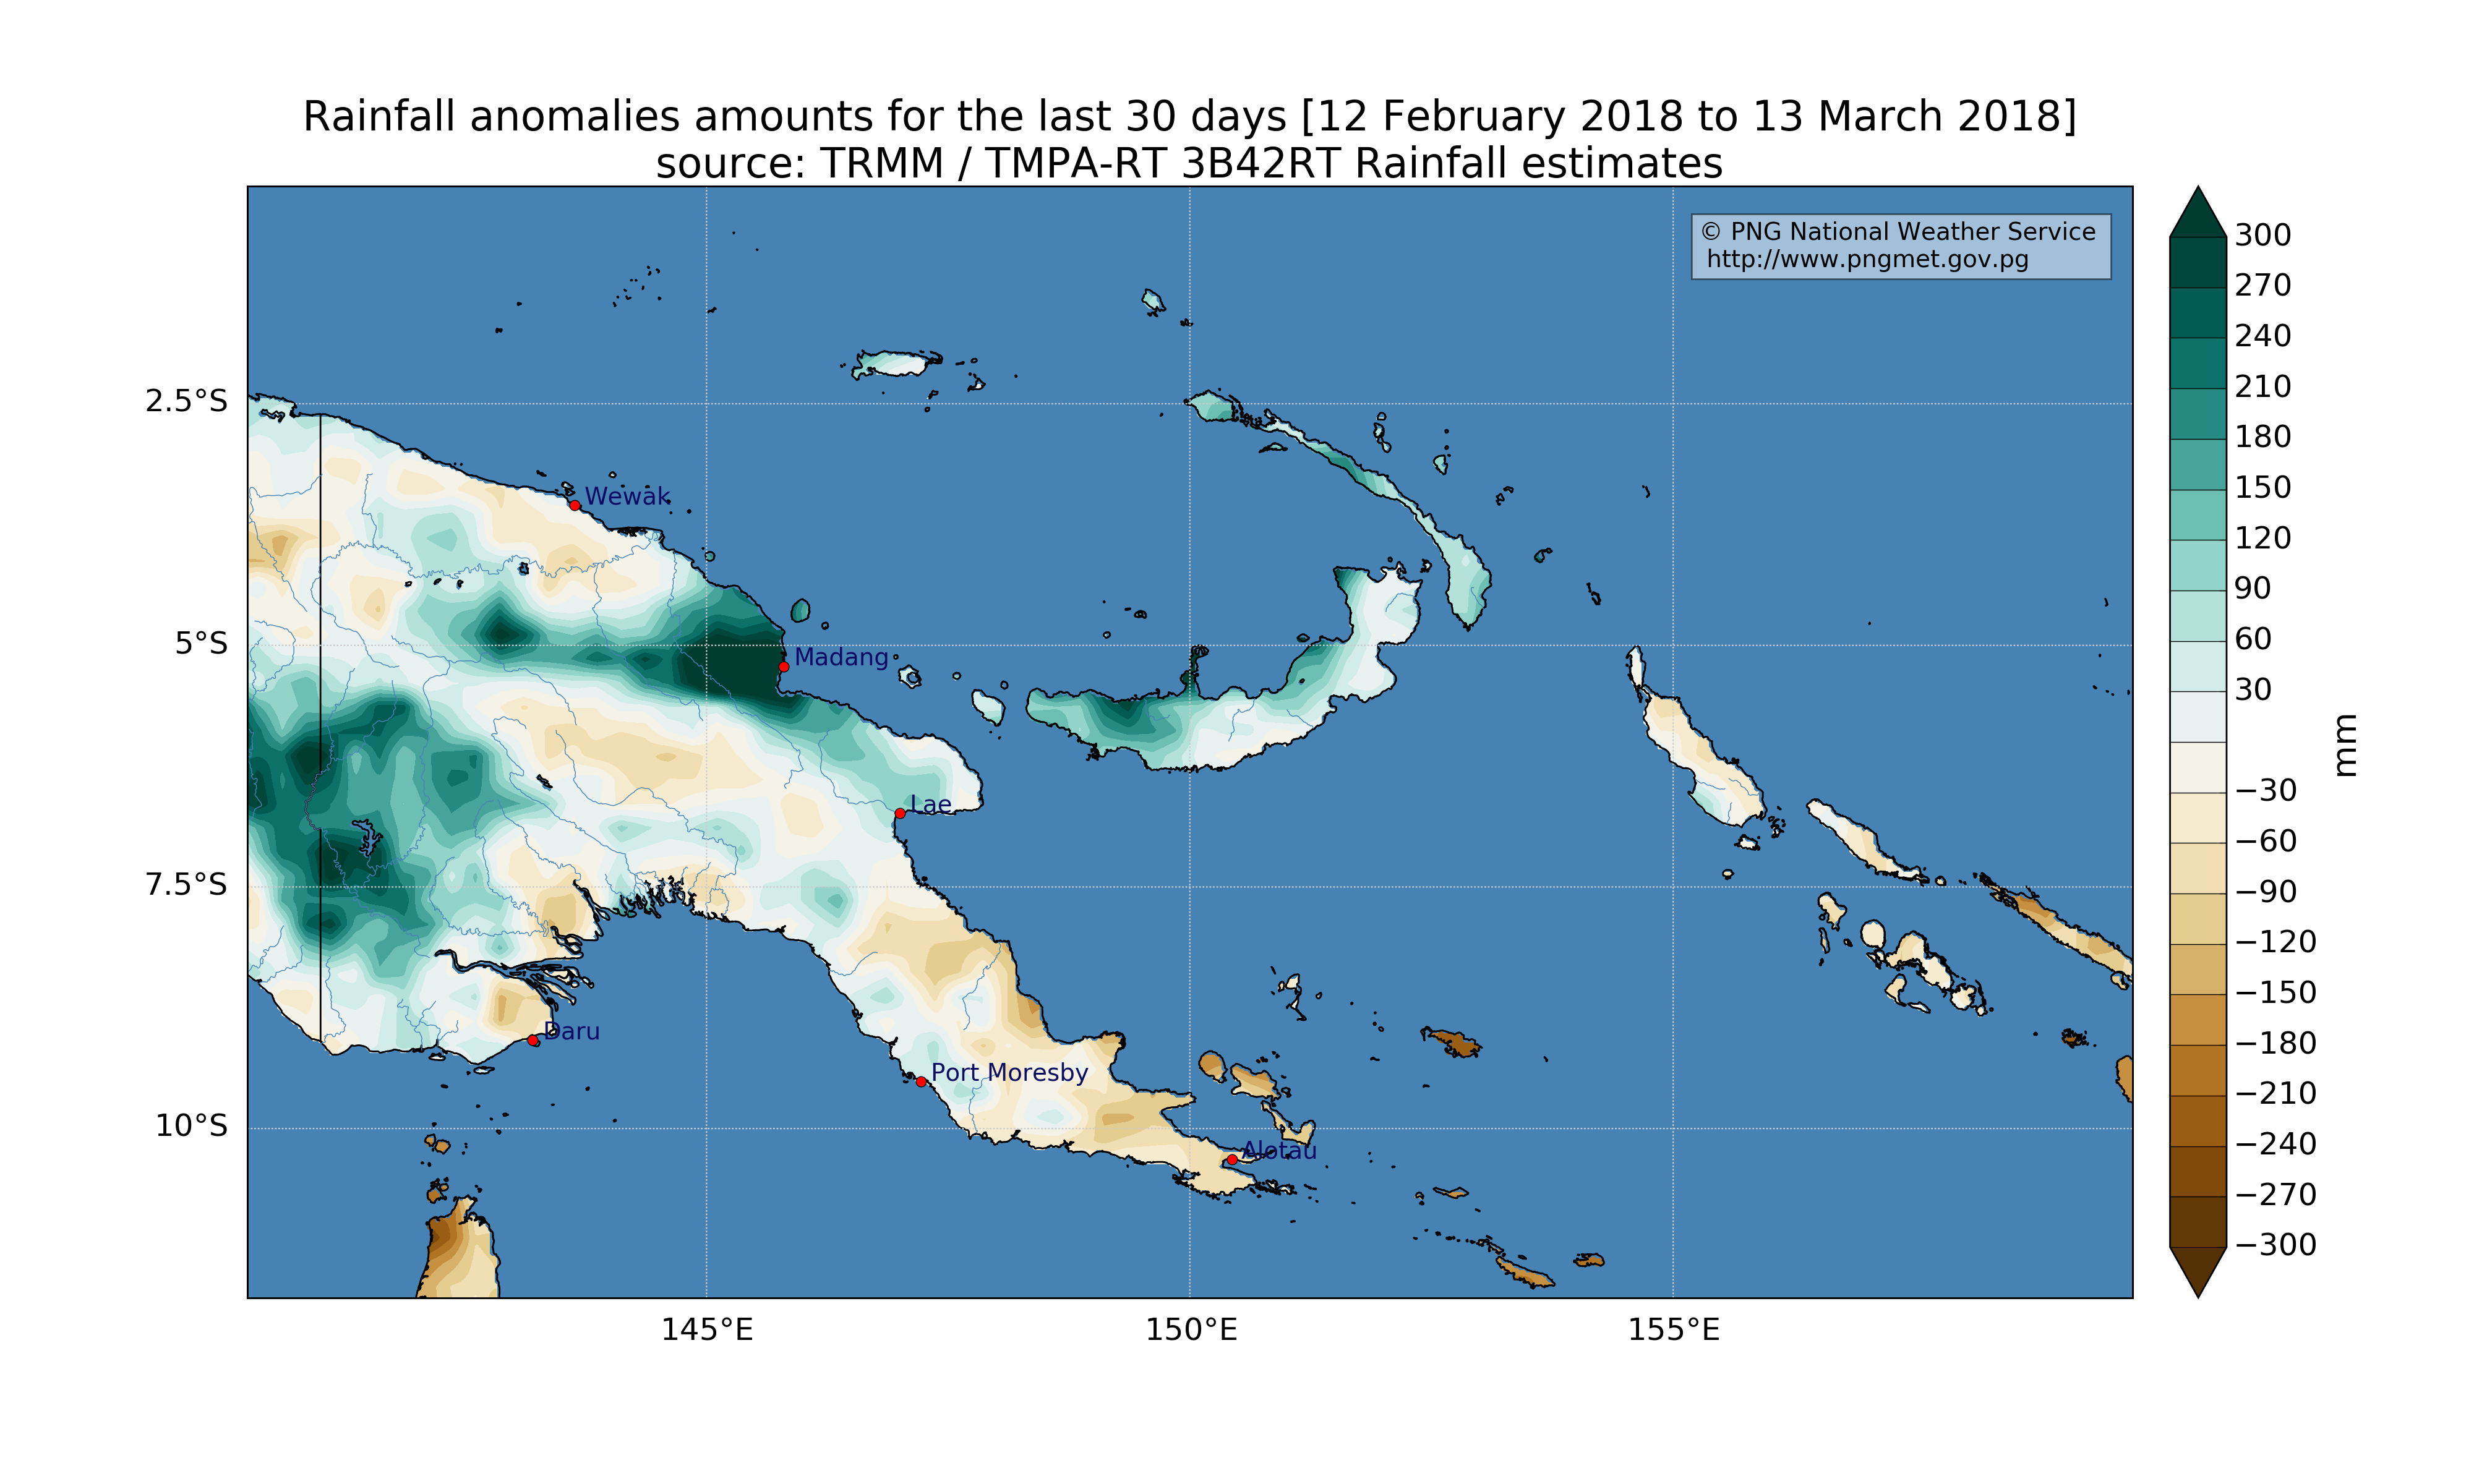 Rainfall anomalies amounts for the last 30 days [12 February 2018 to 13 March 2018]
source: TRMM / TMPA-RT 3B42RT Rainfall estimates
© PNG National Weather Service
http://www.pngmet.gov.pg
2.5°S
5°S
7.5°S
10°S
Wewak
Madang
Lae
Daru
Port Moresby
Alotau
145°E
150°E
155°E
300
270
240
210
180
150
120
90
60
30
−30
−60
−90
−120
−150
−180
−210
−240
−270
−300
mm